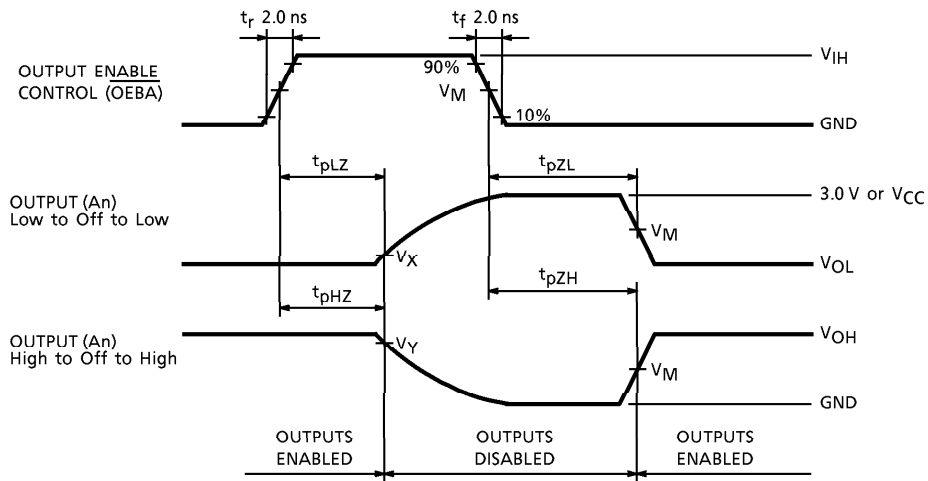 tr 2.0 ns
tf 2.0 ns
OUTPUT ENABLE
CONTROL (O̅E̅B̅A̅)
90%
VM
10%
VIH
GND
tpLZ
tpZL
OUTPUT (An)
Low to Off to Low
3.0 V or VCC
VM
VX
VOL
tpHZ
tpZH
OUTPUT (An)
High to Off to High
VOH
VY
VM
GND
OUTPUTS
ENABLED
OUTPUTS
DISABLED
OUTPUTS
ENABLED